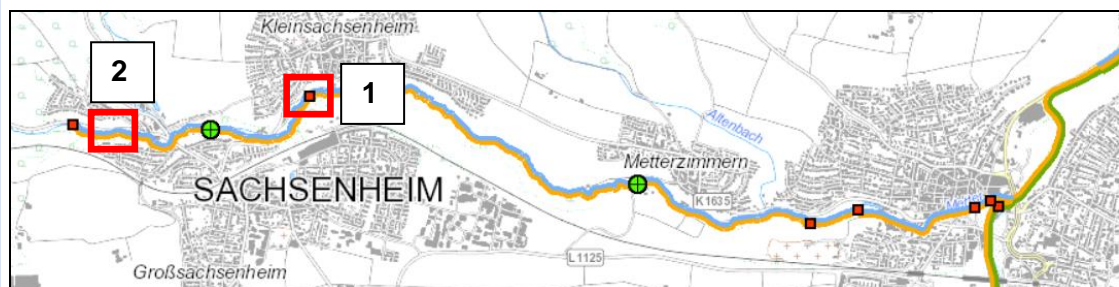 Kleinsachsenheim
2
1
Altenbach
Metterzimmern
SACHSENHEIM
K 1635
L 1125
Großsachsenheim